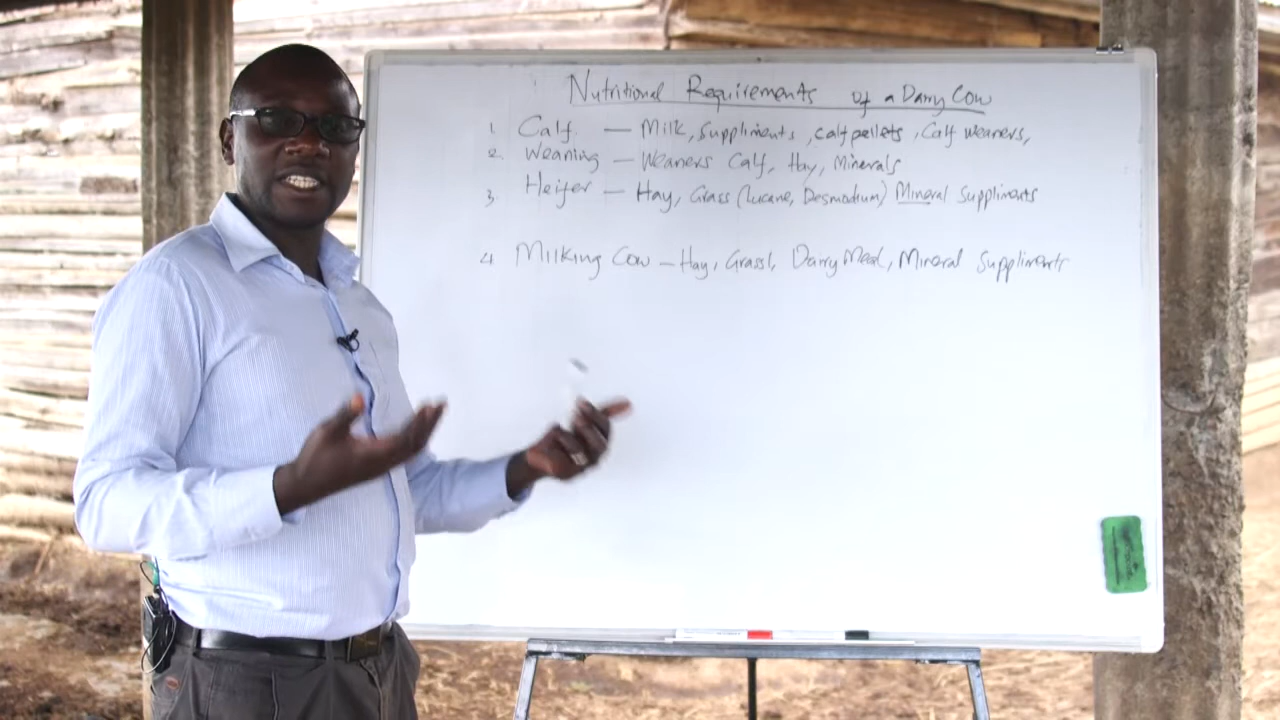 Nutritional Requirements of a Dairy Cow
1. Calf. — Milk, Suppliments, calf pellets, Calf weaners,
2. Weaning — Weaners Calf, Hay, Minerals
3. Heifer — Hay, Grass (Lucane, Desmodium) Mineral Suppliments
4. Milking Cow — Hay, Grass, Dairy Meal, Mineral Suppliments